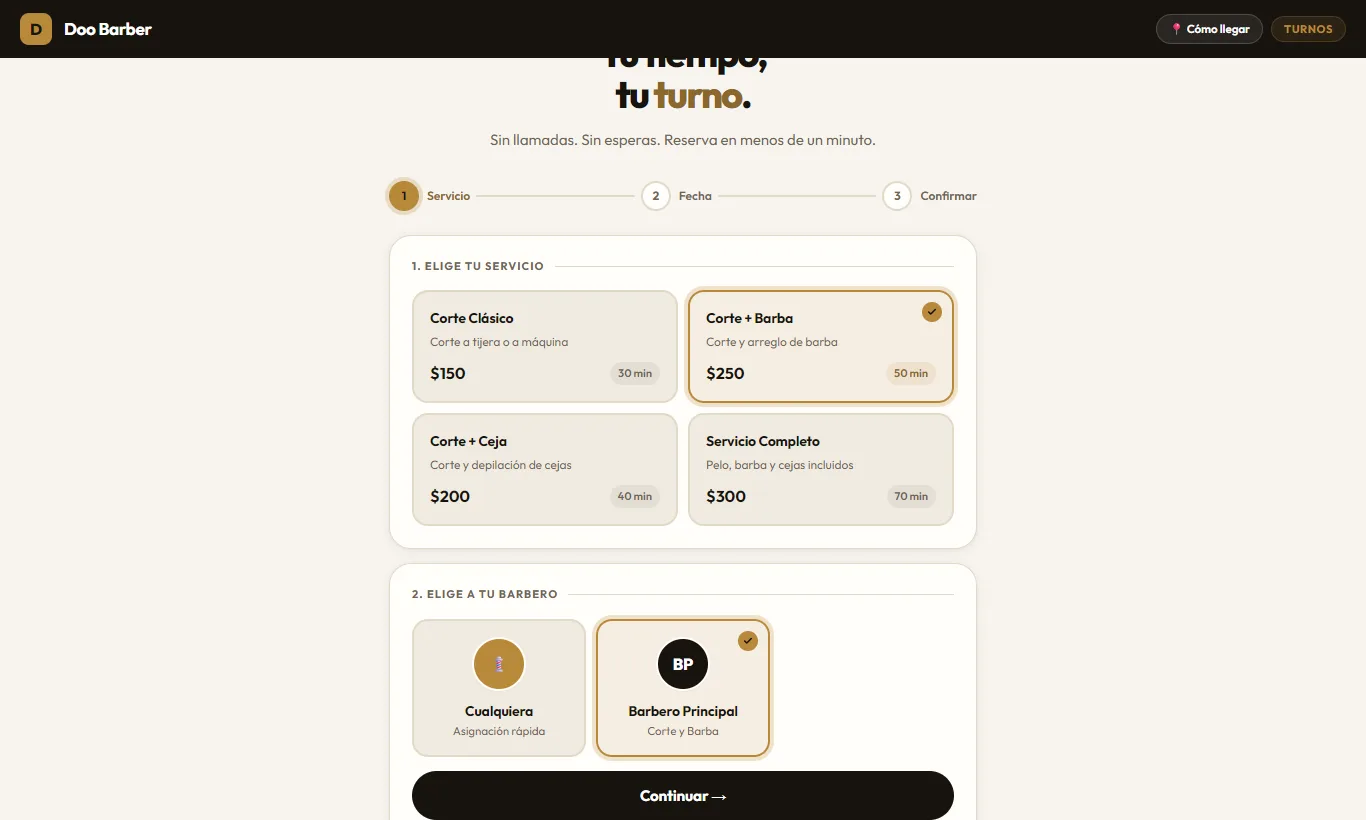 D
Doo Barber
📍 Cómo llegar
TURNOS
Tu tiempo,
tu turno.
Sin llamadas. Sin esperas. Reserva en menos de un minuto.
1 Servicio
2 Fecha
3 Confirmar
1. ELIGE TU SERVICIO
Corte Clásico
Corte a tijera o a máquina
$150
30 min
Corte + Barba
Corte y arreglo de barba
$250
50 min
Corte + Ceja
Corte y depilación de cejas
$200
40 min
Servicio Completo
Pelo, barba y cejas incluidos
$300
70 min
2. ELIGE A TU BARBERO
Cualquiera
Asignación rápida
BP
Barbero Principal
Corte y Barba
Continuar →